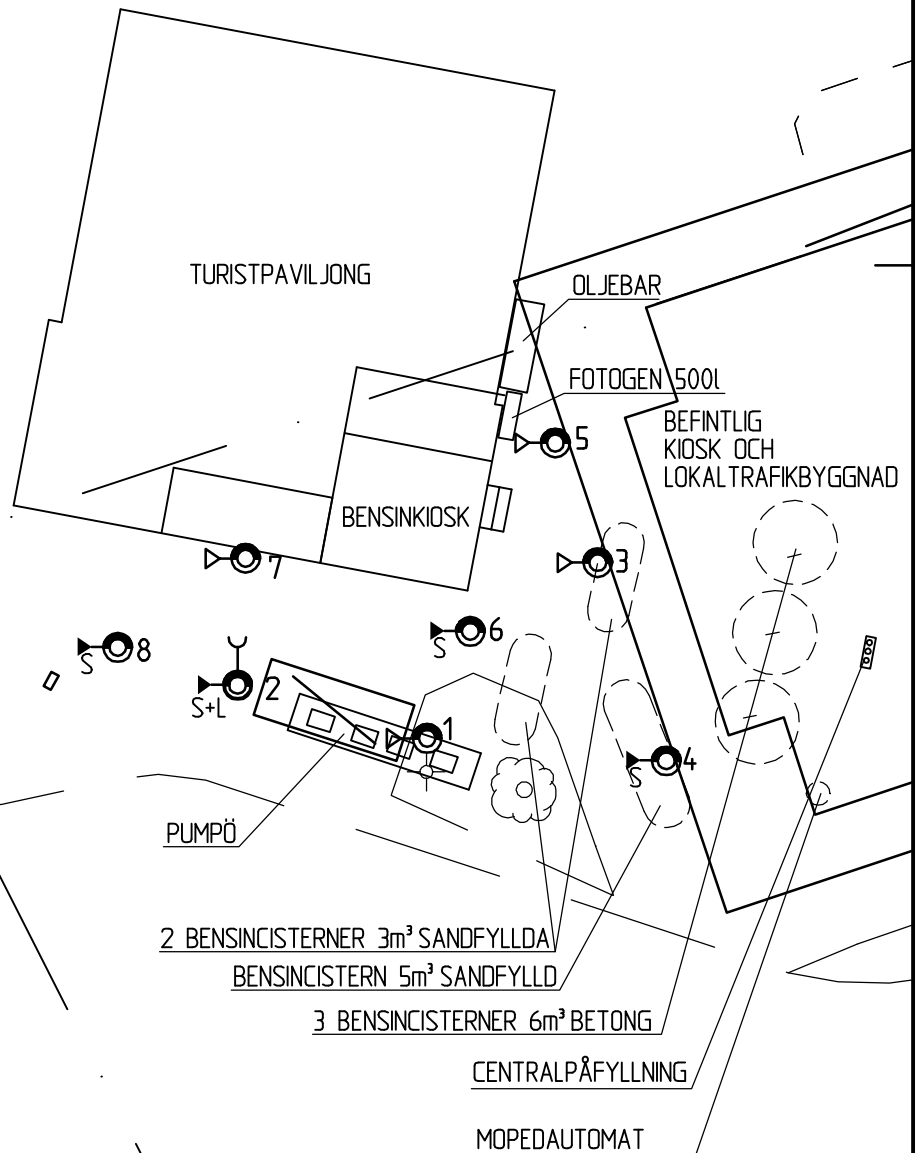 TURISTPAVILJONG
OLJEBAR
FOTOGEN 500l
BEFINTLIG
KIOSK OCH
LOKALTRAFIKBYGGNAD
5
BENSINKIOSK
3
7
6
S
8
S
2
S+L
1
4
S
PUMPÖ
2 BENSINCISTERNER 3m³ SANDFYLLDA
BENSINCISTERN 5m³ SANDFYLLD
3 BENSINCISTERNER 6m³ BETONG
CENTRALPÅFYLLNING
MOPEDAUTOMAT